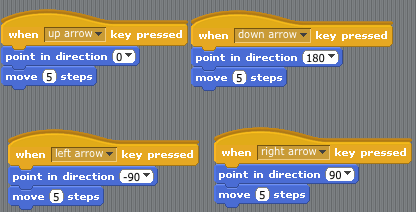 when up arrow key pressed
point in direction 0
move 5 steps
when down arrow key pressed
point in direction 180
move 5 steps
when left arrow key pressed
point in direction -90
move 5 steps
when right arrow key pressed
point in direction 90
move 5 steps